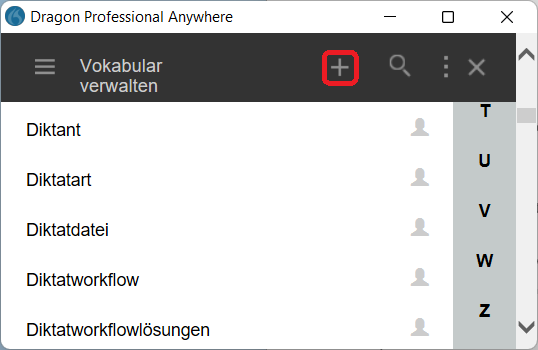 Dragon Professional Anywhere
Vokabular
verwalten
T
Diktant
U
Diktatart
V
Diktatdatei
W
Diktatworkflow
Z
Diktatworkflowlösungen